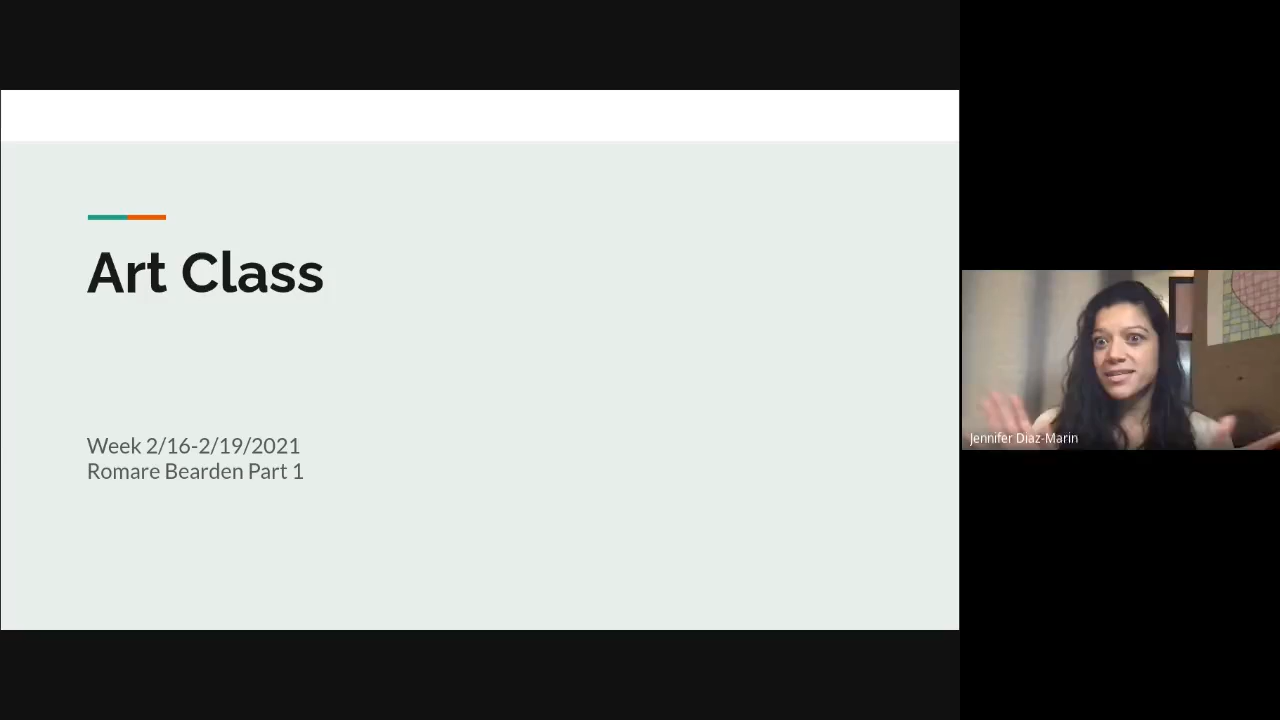 Art Class
Week 2/16-2/19/2021
Romare Bearden Part 1
Jennifer Diaz-Marin